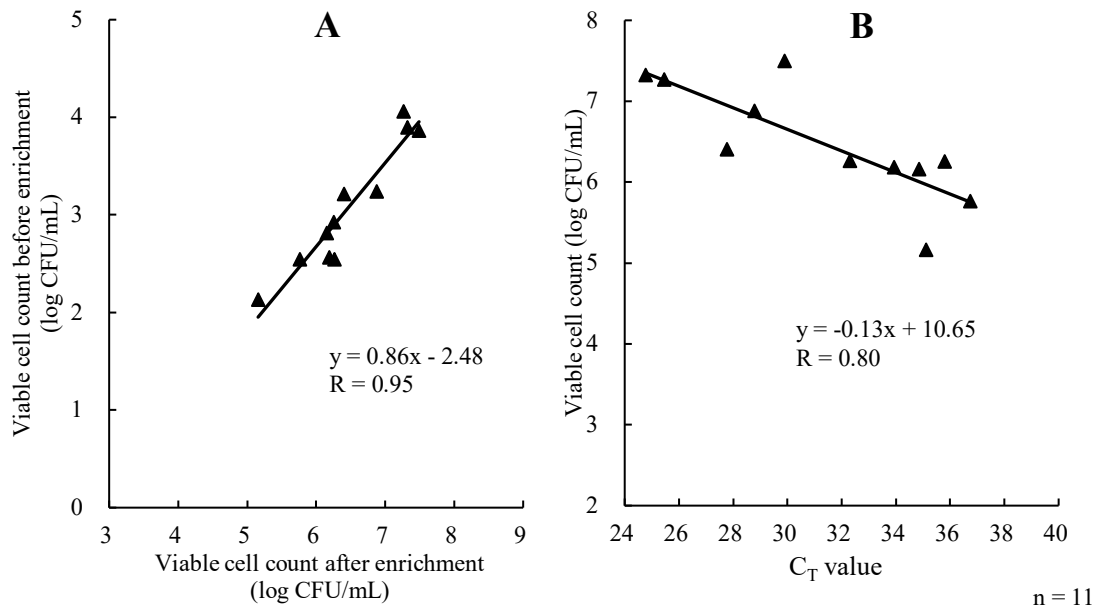 A
5
4
3
2
1
0
3 4 5 6 7 8 9
Viable cell count before enrichment
(log CFU/mL)
y = 0.86x - 2.48
R = 0.95
Viable cell count after enrichment
(log CFU/mL)
B
8
7
6
5
4
3
2
24 26 28 30 32 34 36 38 40
Viable cell count (log CFU/mL)
y = -0.13x + 10.65
R = 0.80
C_T value
n = 11